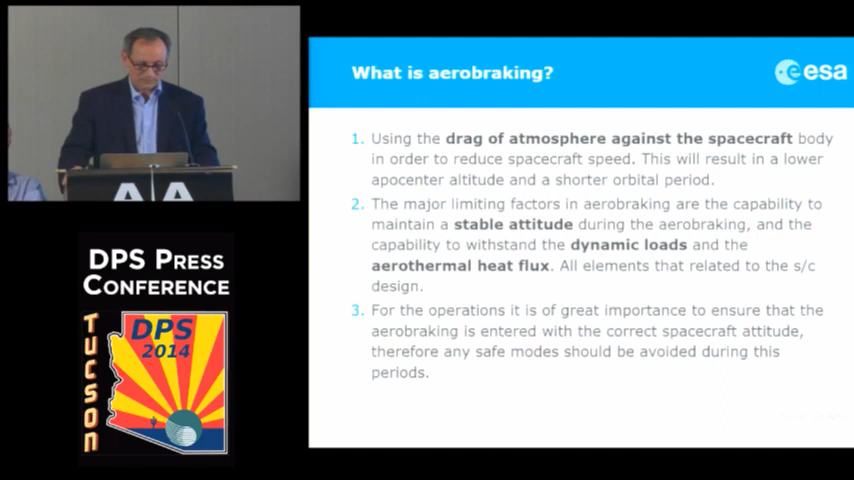 What is aerobraking?
esa
1. Using the drag of atmosphere against the spacecraft body
in order to reduce spacecraft speed. This will result in a lower
apocenter altitude and a shorter orbital period.
2. The major limiting factors in aerobraking are the capability to
maintain a stable attitude during the aerobraking, and the
capability to withstand the dynamic loads and the
aerothermal heat flux. All elements that related to the s/c
design.
3. For the operations it is of great importance to ensure that the
aerobraking is entered with the correct spacecraft attitude,
therefore any safe modes should be avoided during this
periods.
DPS PRESS
CONFERENCE
TUCSON
DPS
2014